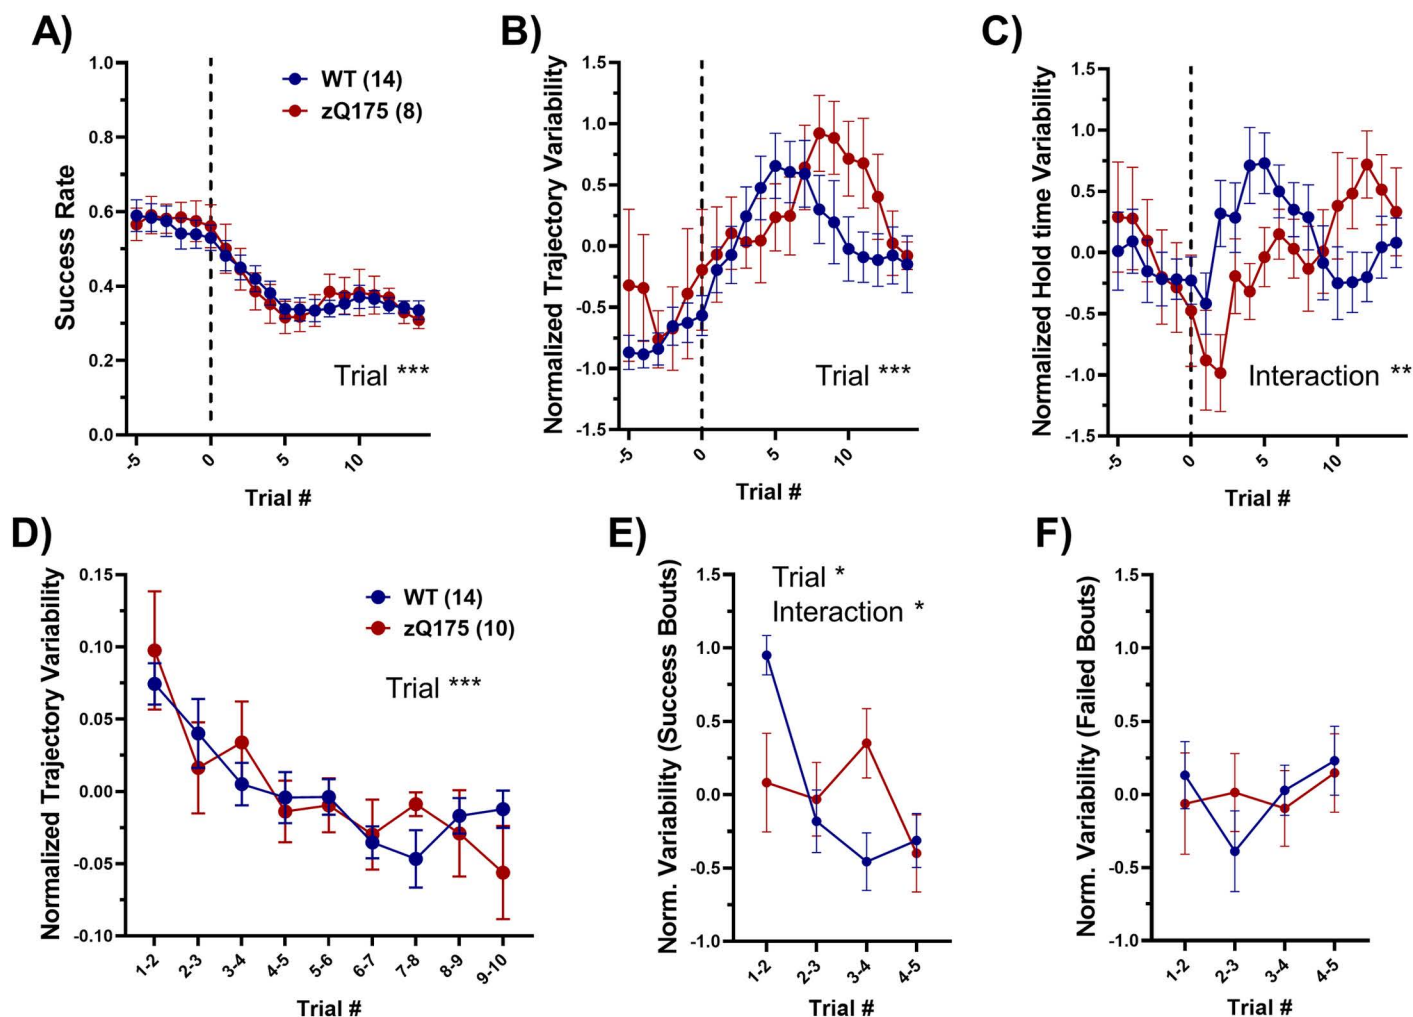 A)
Success Rate
1.0
0.8
0.6
0.4
0.2
0.0
WT (14)
zQ175 (8)
Trial ***
-5
0
5
10
Trial #
B)
Normalized Trajectory Variability
1.5
1.0
0.5
0.0
-0.5
-1.0
-1.5
Trial ***
-5
0
5
10
Trial #
C)
Normalized Hold time Variability
1.5
1.0
0.5
0.0
-0.5
-1.0
-1.5
Interaction **
-5
0
5
10
Trial #
D)
Normalized Trajectory Variability
0.15
0.10
0.05
0.00
-0.05
-0.10
WT (14)
zQ175 (10)
Trial ***
1-2
2-3
3-4
4-5
5-6
6-7
7-8
8-9
9-10
Trial #
E)
Norm. Variability (Success Bouts)
1.5
1.0
0.5
0.0
-0.5
-1.0
Trial *
Interaction *
1-2
2-3
3-4
4-5
Trial #
F)
Norm. Variability (Failed Bouts)
1.5
1.0
0.5
0.0
-0.5
-1.0
1-2
2-3
3-4
4-5
Trial #